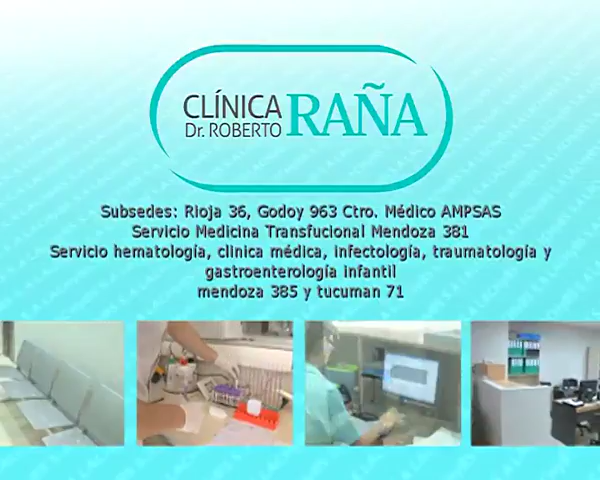 CLÍNICA
Dr. ROBERTO
RAÑA
Subsedes: Rioja 36, Godoy 963 Ctro. Médico AMPSAS
Servicio Medicina Transfucional Mendoza 381
Servicio hematología, clinica médica, infectología, traumatología y
gastroenterología infantil
mendoza 385 y tucuman 71